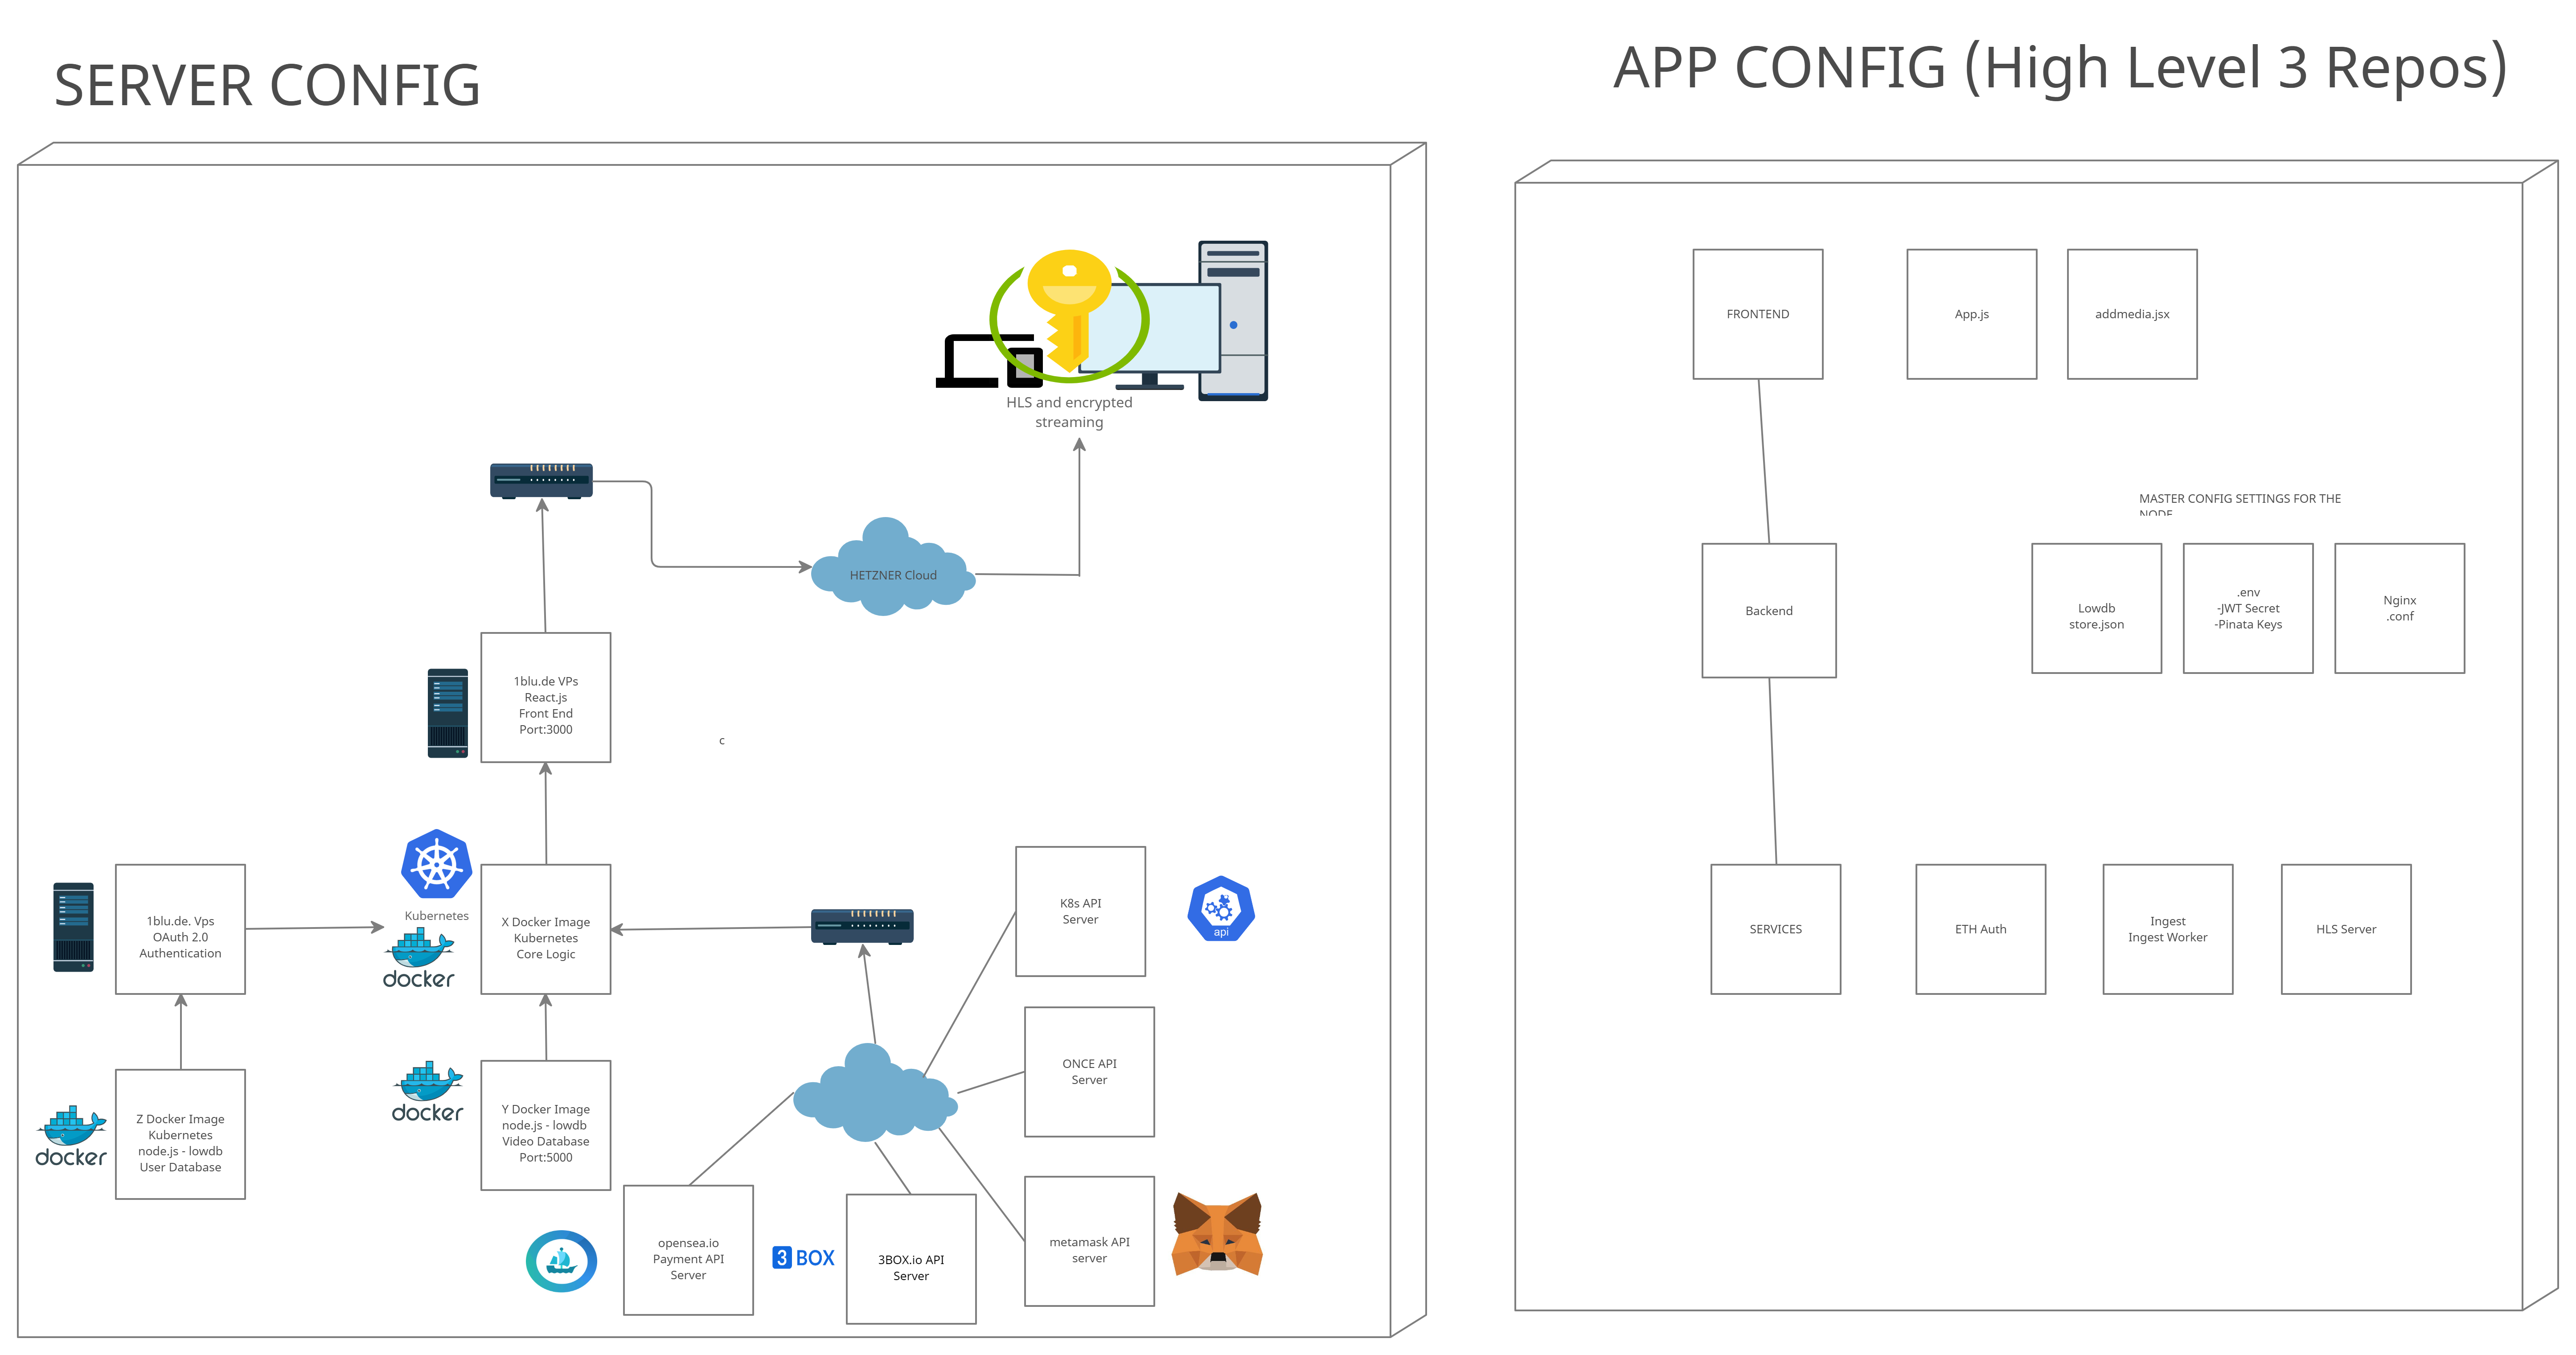 SERVER CONFIG
APP CONFIG (High Level 3 Repos)
HLS and encrypted
streaming
HETZNER Cloud
1blu.de VPs
React.js
Front End
Port:3000
c
Kubernetes
docker
1blu.de. Vps
OAuth 2.0
Authentication
X Docker Image
Kubernetes
Core Logic
K8s API
Server
api
ONCE API
Server
docker
Z Docker Image
Kubernetes
node.js - lowdb
User Database
docker
Y Docker Image
node.js - lowdb
Video Database
Port:5000
opensea.io
Payment API
Server
3 BOX
3BOX.io API
Server
metamask API
server
FRONTEND
App.js
addmedia.jsx
MASTER CONFIG SETTINGS FOR THE
NODE
Backend
Lowdb
store.json
.env
-JWT Secret
-Pinata Keys
Nginx
.conf
SERVICES
ETH Auth
Ingest
Ingest Worker
HLS Server